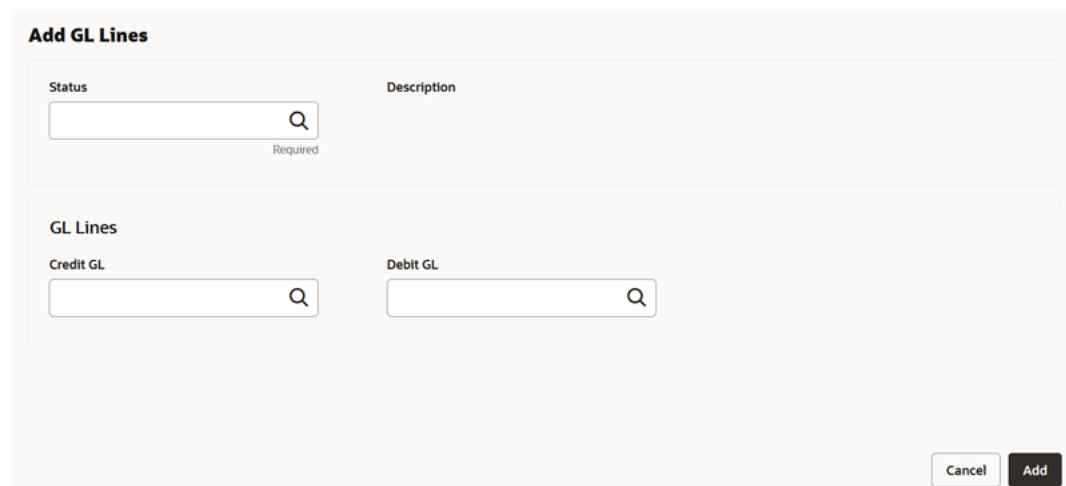 Add GL Lines
Status
Description
Required
GL Lines
Credit GL
Debit GL
Cancel
Add